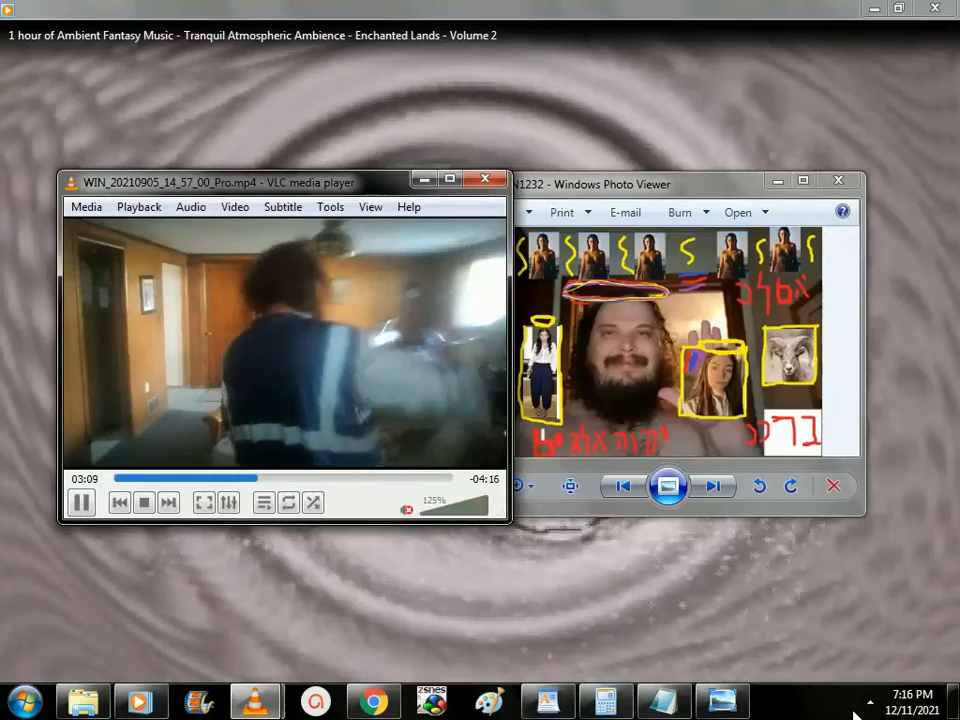 1 hour of Ambient Fantasy Music - Tranquil Atmospheric Ambience - Enchanted Lands - Volume 2
WIN_20210905_14_57_00_Pro.mp4 - VLC media player
Media Playback Audio Video Subtitle Tools View Help
03:09 -04:16
125%
N1232 - Windows Photo Viewer
Print E-mail Burn Open
zsnes
7:16 PM
12/11/2021